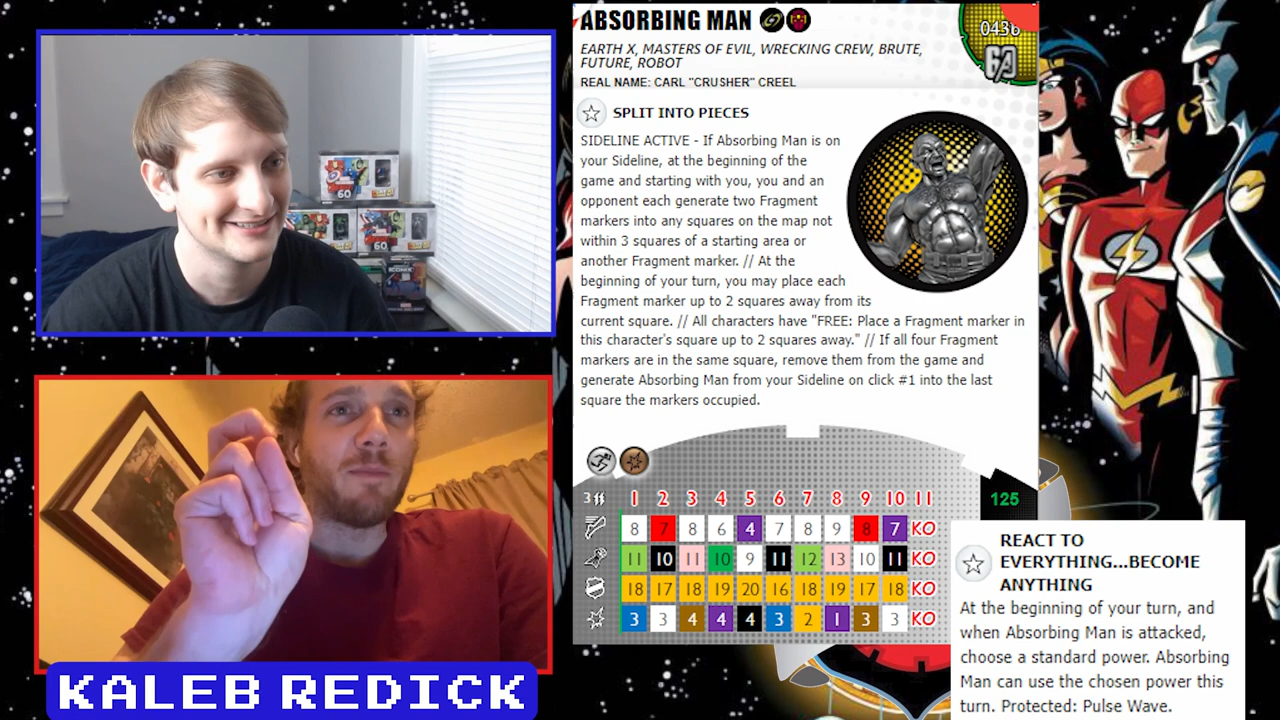 ABSORBING MAN
043b
EARTH X, MASTERS OF EVIL, WRECKING CREW, BRUTE,
FUTURE, ROBOT
REAL NAME: CARL "CRUSHER" CREEL
SPLIT INTO PIECES
SIDELINE ACTIVE - If Absorbing Man is on
your Sideline, at the beginning of the
game and starting with you, you and an
opponent each generate two Fragment
markers into any squares on the map not
within 3 squares of a starting area or
another Fragment marker. // At the
beginning of your turn, you may place each
Fragment marker up to 2 squares away from its
current square. // All characters have "FREE: Place a Fragment marker in
this character's square up to 2 squares away." // If all four Fragment
markers are in the same square, remove them from the game and
generate Absorbing Man from your Sideline on click #1 into the last
square the markers occupied.
3 1 2 3 4 5 6 7 8 9 10 11
125
8 7 8 6 4 7 8 9 8 7 KO
11 10 11 10 9 11 12 13 10 11 KO
18 17 18 19 20 16 18 19 17 18 KO
3 3 4 4 4 3 2 1 3 3 KO
REACT TO
EVERYTHING...BECOME
ANYTHING
At the beginning of your turn, and
when Absorbing Man is attacked,
choose a standard power. Absorbing
Man can use the chosen power this
turn. Protected: Pulse Wave.
60
60
KALEB REDICK